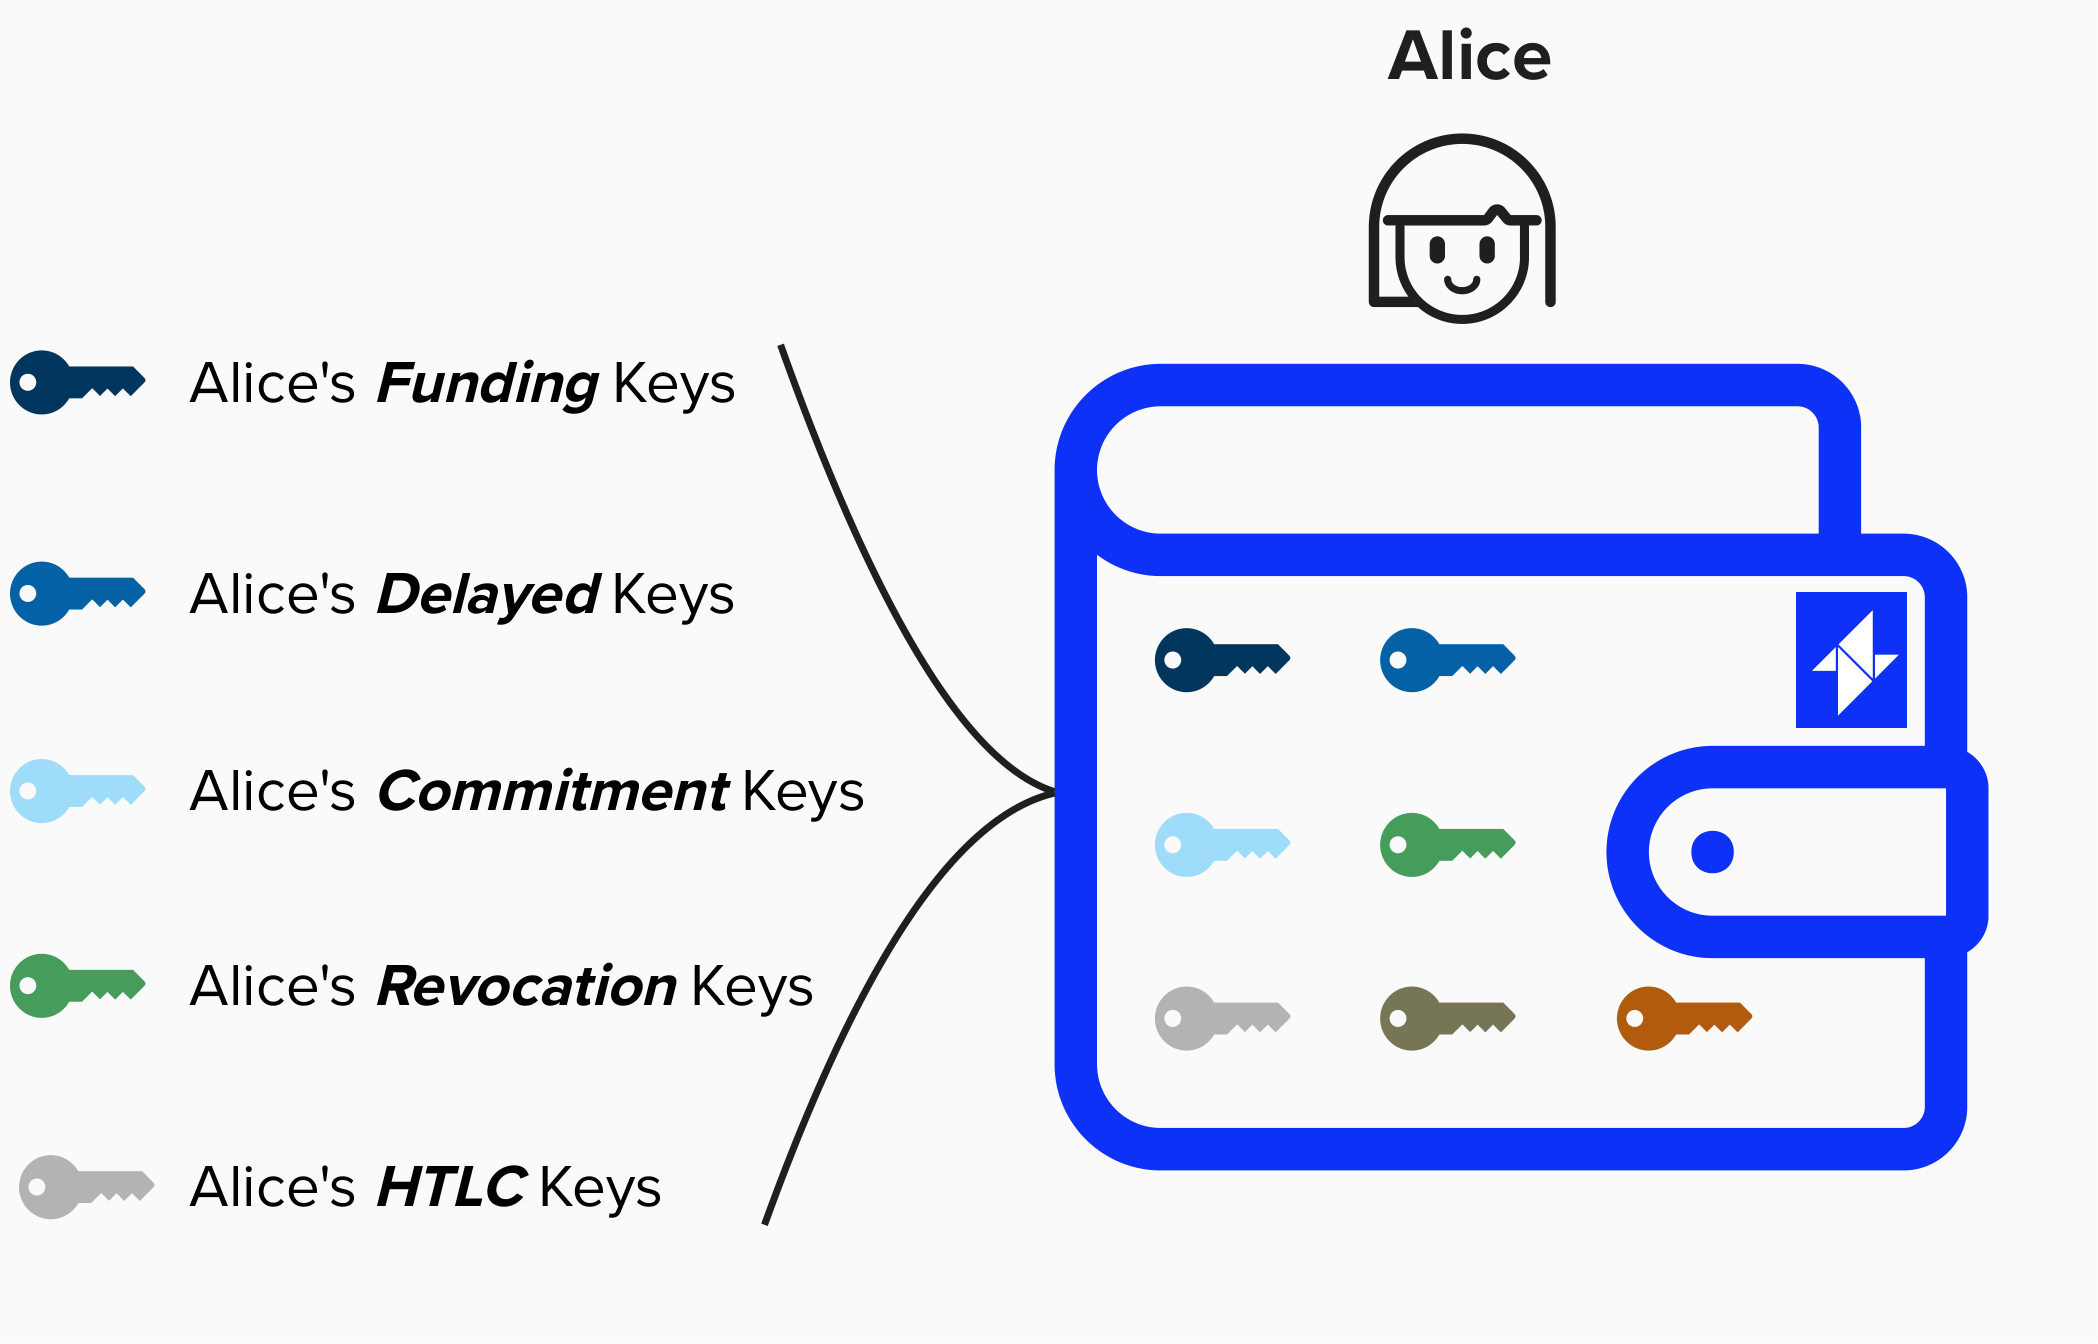 Alice
Alice's Funding Keys
Alice's Delayed Keys
Alice's Commitment Keys
Alice's Revocation Keys
Alice's HTLC Keys